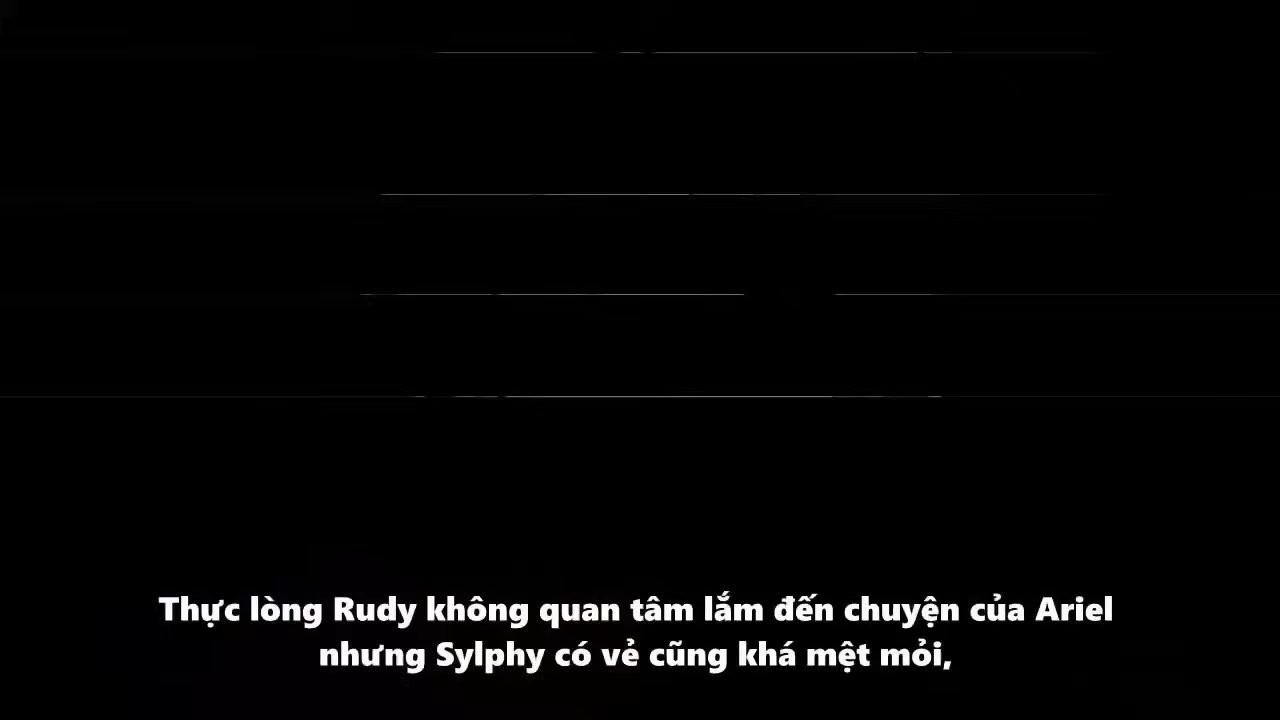 Thực lòng Rudy không quan tâm lắm đến chuyện của Ariel
nhưng Sylphy có vẻ cũng khá mệt mỏi,